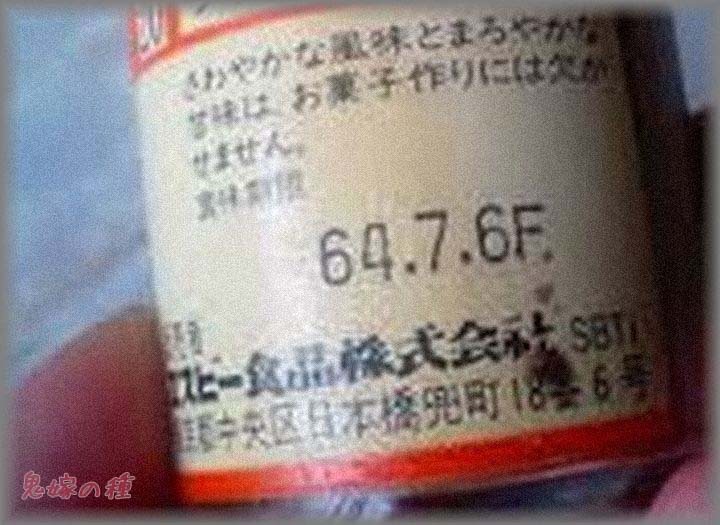 さわやかな風味とまろやかな
甘味は、お菓子作りには欠か
せません。
賞味期限
64.7.6F.
エスビー食品株式会社 SBT
中央区日本橋兜町18番6号
鬼嫁の種